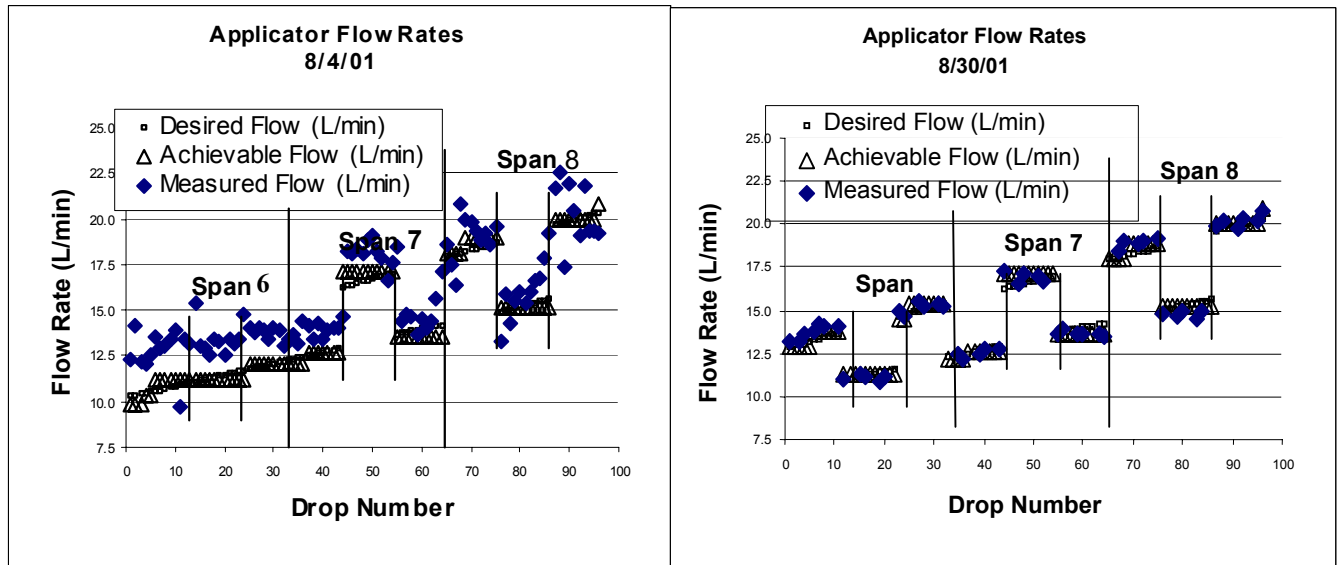 Applicator Flow Rates
8/4/01
Desired Flow (L/min)
Achievable Flow (L/min)
Measured Flow (L/min)
Span 6
Span 7
Span 8
25.0
22.5
20.0
17.5
15.0
12.5
10.0
7.5
Flow Rate (L/min)
0 10 20 30 40 50 60 70 80 90 100
Drop Number
Applicator Flow Rates
8/30/01
Desired Flow (L/min)
Achievable Flow (L/min)
Measured Flow (L/min)
Span
Span 7
Span 8
25.0
22.5
20.0
17.5
15.0
12.5
10.0
7.5
Flow Rate (L/min)
0 10 20 30 40 50 60 70 80 90 100
Drop Number